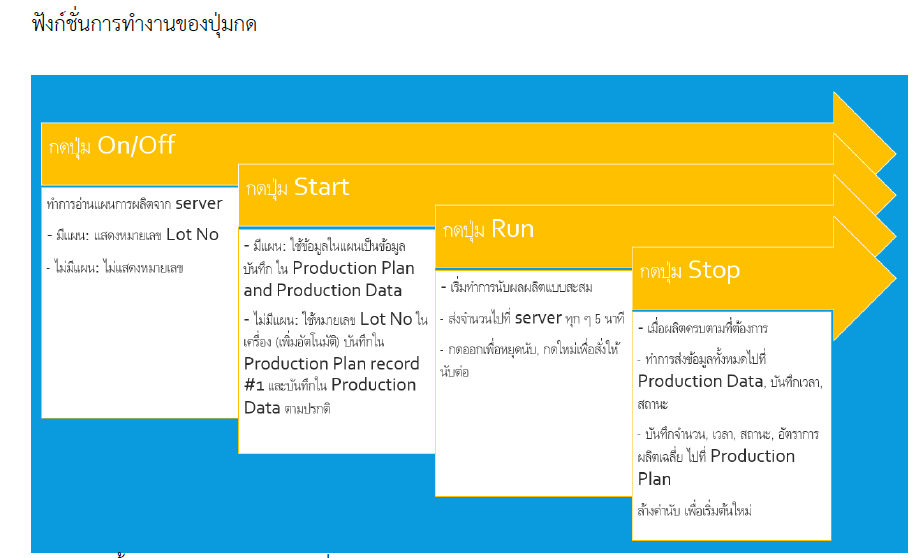 ฟังก์ชั่นการทำงานของปุ่มกด
กดปุ่ม On/Off
ทำการอ่านแผนการผลิตจาก server
- มีแผน: แสดงหมายเลข Lot No
- ไม่มีแผน: ไม่แสดงหมายเลข
กดปุ่ม Start
- มีแผน: ใช้ข้อมูลในแผนเป็นข้อมูล
บันทึก ใน Production Plan
and Production Data
- ไม่มีแผน: ใช้หมายเลข Lot No ใน
เครื่อง (เพิ่มอัตโนมัติ) บันทึกใน
Production Plan record
#1 และบันทึกใน Production
Data ตามปรกติ
กดปุ่ม Run
- เริ่มทำการนับผลผลิตแบบสะสม
- ส่งจำนวนไปที่ server ทุก ๆ 5 นาที
- กดออกเพื่อหยุดนับ, กดใหม่เพื่อสั่งให้
นับต่อ
กดปุ่ม Stop
- เมื่อผลิตครบตามที่ต้องการ
- ทำการส่งข้อมูลทั้งหมดไปที่
Production Data, บันทึกเวลา,
สถานะ
- บันทึกจำนวน, เวลา, สถานะ, อัตราการ
ผลิตเฉลี่ย ไปที่ Production
Plan
ล้างค่านับ เพื่อเริ่มต้นใหม่